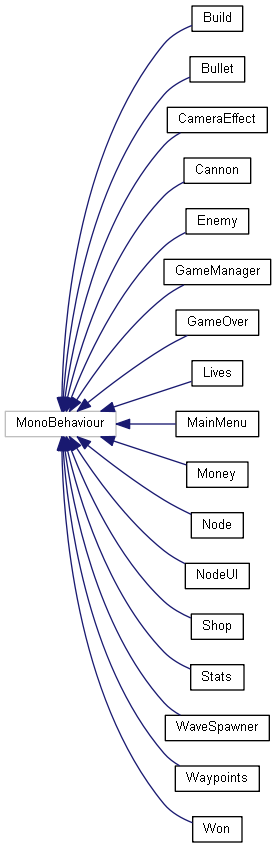 Build
Bullet
CameraEffect
Cannon
Enemy
GameManager
GameOver
Lives
MonoBehaviour
MainMenu
Money
Node
NodeUI
Shop
Stats
WaveSpawner
Waypoints
Won